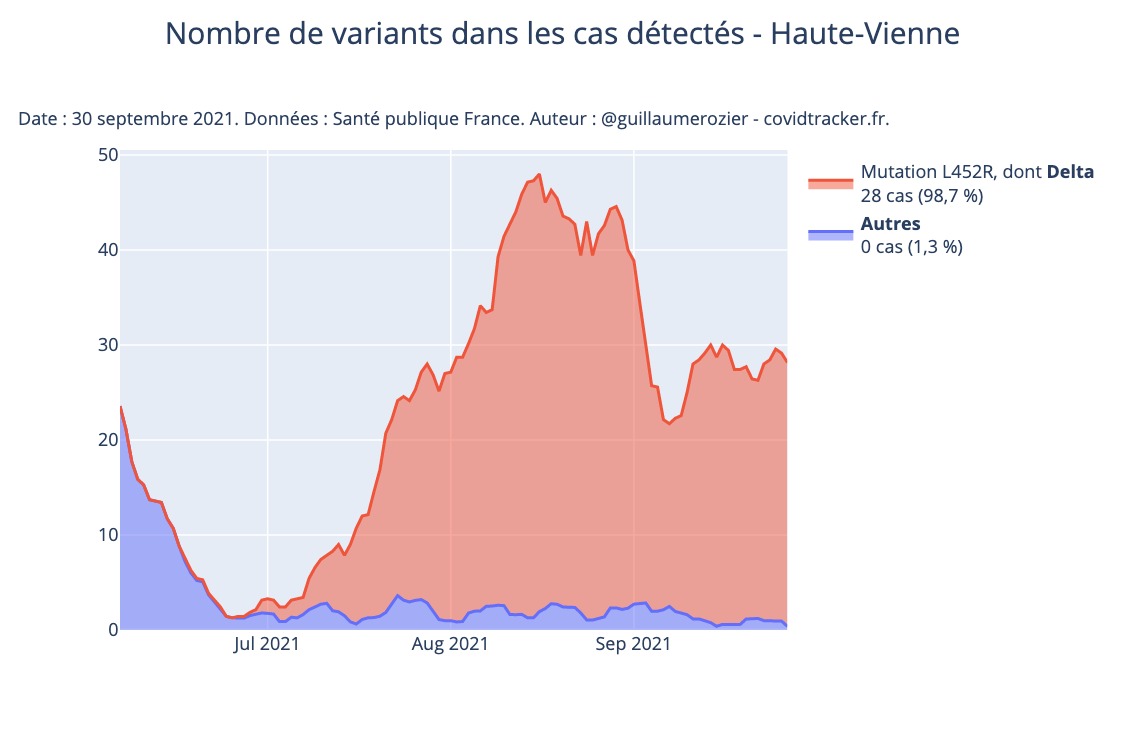 Nombre de variants dans les cas détectés - Haute-Vienne
Date : 30 septembre 2021. Données : Santé publique France. Auteur : @guillaumerozier - covidtracker.fr.
50
40
30
20
10
0
Jul 2021
Aug 2021
Sep 2021
Mutation L452R, dont Delta
28 cas (98,7 %)
Autres
0 cas (1,3 %)